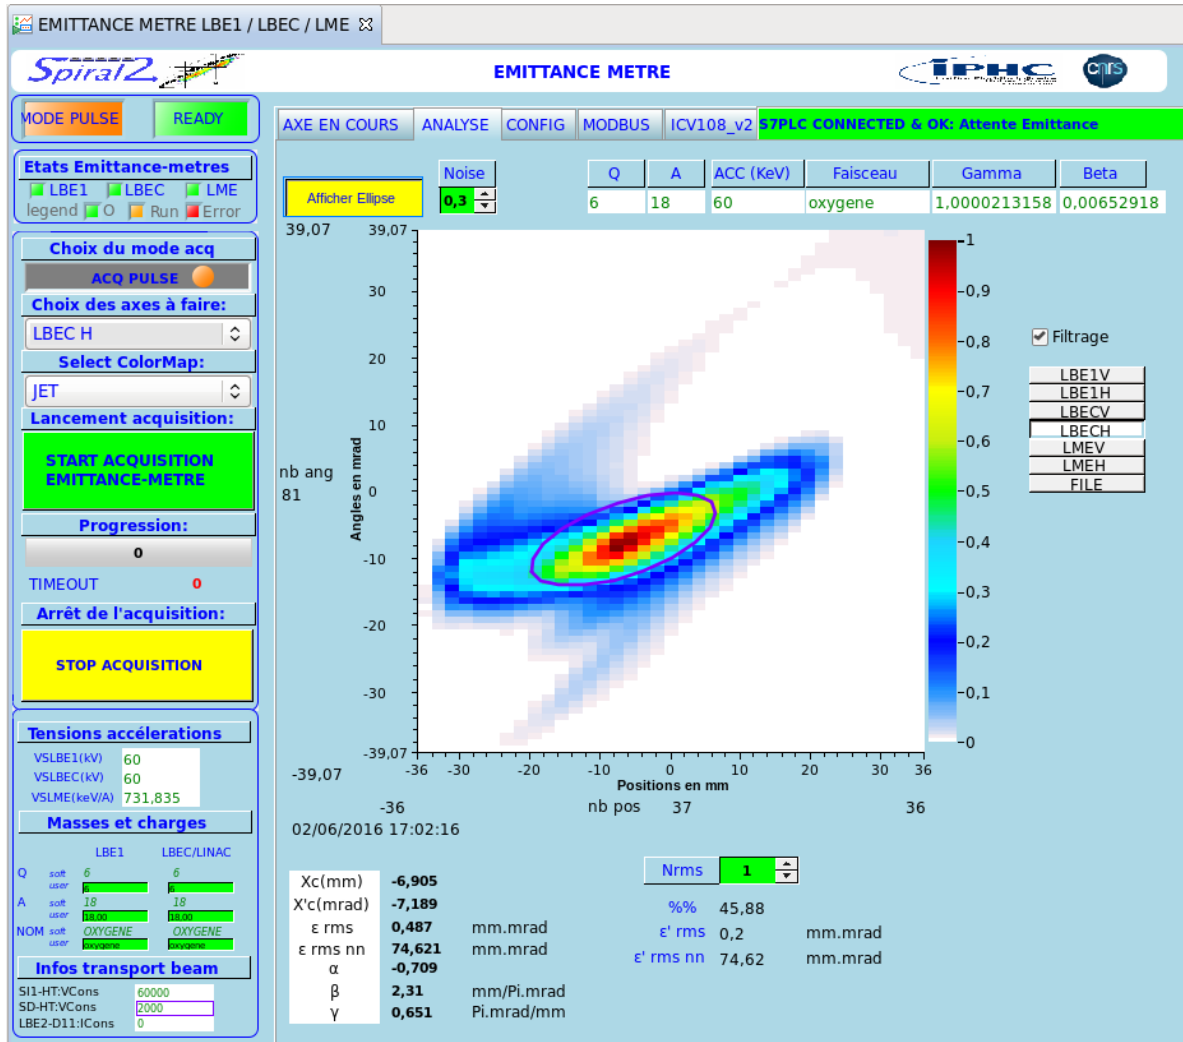 EMITTANCE METRE LBE1 / LBEC / LME
Spiral2
EMITTANCE METRE
iPHC
cnrs
MODE PULSE
READY
AXE EN COURS
ANALYSE
CONFIG
MODBUS
ICV108_v2
S7PLC CONNECTED & OK: Attente Emittance
Etats Emittance-metres
LBE1 LBEC LME
legend O Run Error
Choix du mode acq
ACQ PULSE
Choix des axes à faire:
LBEC H
Select ColorMap:
JET
Lancement acquisition:
START ACQUISITION
EMITTANCE-METRE
Progression:
0
TIMEOUT 0
Arrêt de l'acquisition:
STOP ACQUISITION
Tensions accélerations
VSLBE1(kV) 60
VSLBEC(kV) 60
VSLME(keV/A) 731,835
Masses et charges
LBE1 LBEC/LINAC
Q soft 6 6
user 6 6
A soft 18 18
user 18,00 18,00
NOM soft OXYGENE OXYGENE
user oxygene oxygene
Infos transport beam
SI1-HT:VCons 60000
SD-HT:VCons 2000
LBE2-D11:ICons 0
Afficher Ellipse
Noise
0,3
Q A ACC (KeV) Faisceau Gamma Beta
6 18 60 oxygene 1,0000213158 0,00652918
39,07
39,07
30
20
10
0
-10
-20
-30
-39,07
Angles en mrad
nb ang
81
-39,07
-36 -30 -20 -10 0 10 20 30 36
Positions en mm
-36 nb pos 37 36
1
0,9
0,8
0,7
0,6
0,5
0,4
0,3
0,2
0,1
0
Filtrage
LBE1V
LBE1H
LBECV
LBECH
LMEV
LMEH
FILE
02/06/2016 17:02:16
Xc(mm) -6,905
X'c(mrad) -7,189
ε rms 0,487 mm.mrad
ε rms nn 74,621 mm.mrad
α -0,709
β 2,31 mm/Pi.mrad
γ 0,651 Pi.mrad/mm
Nrms 1
%% 45,88
ε' rms 0,2 mm.mrad
ε' rms nn 74,62 mm.mrad